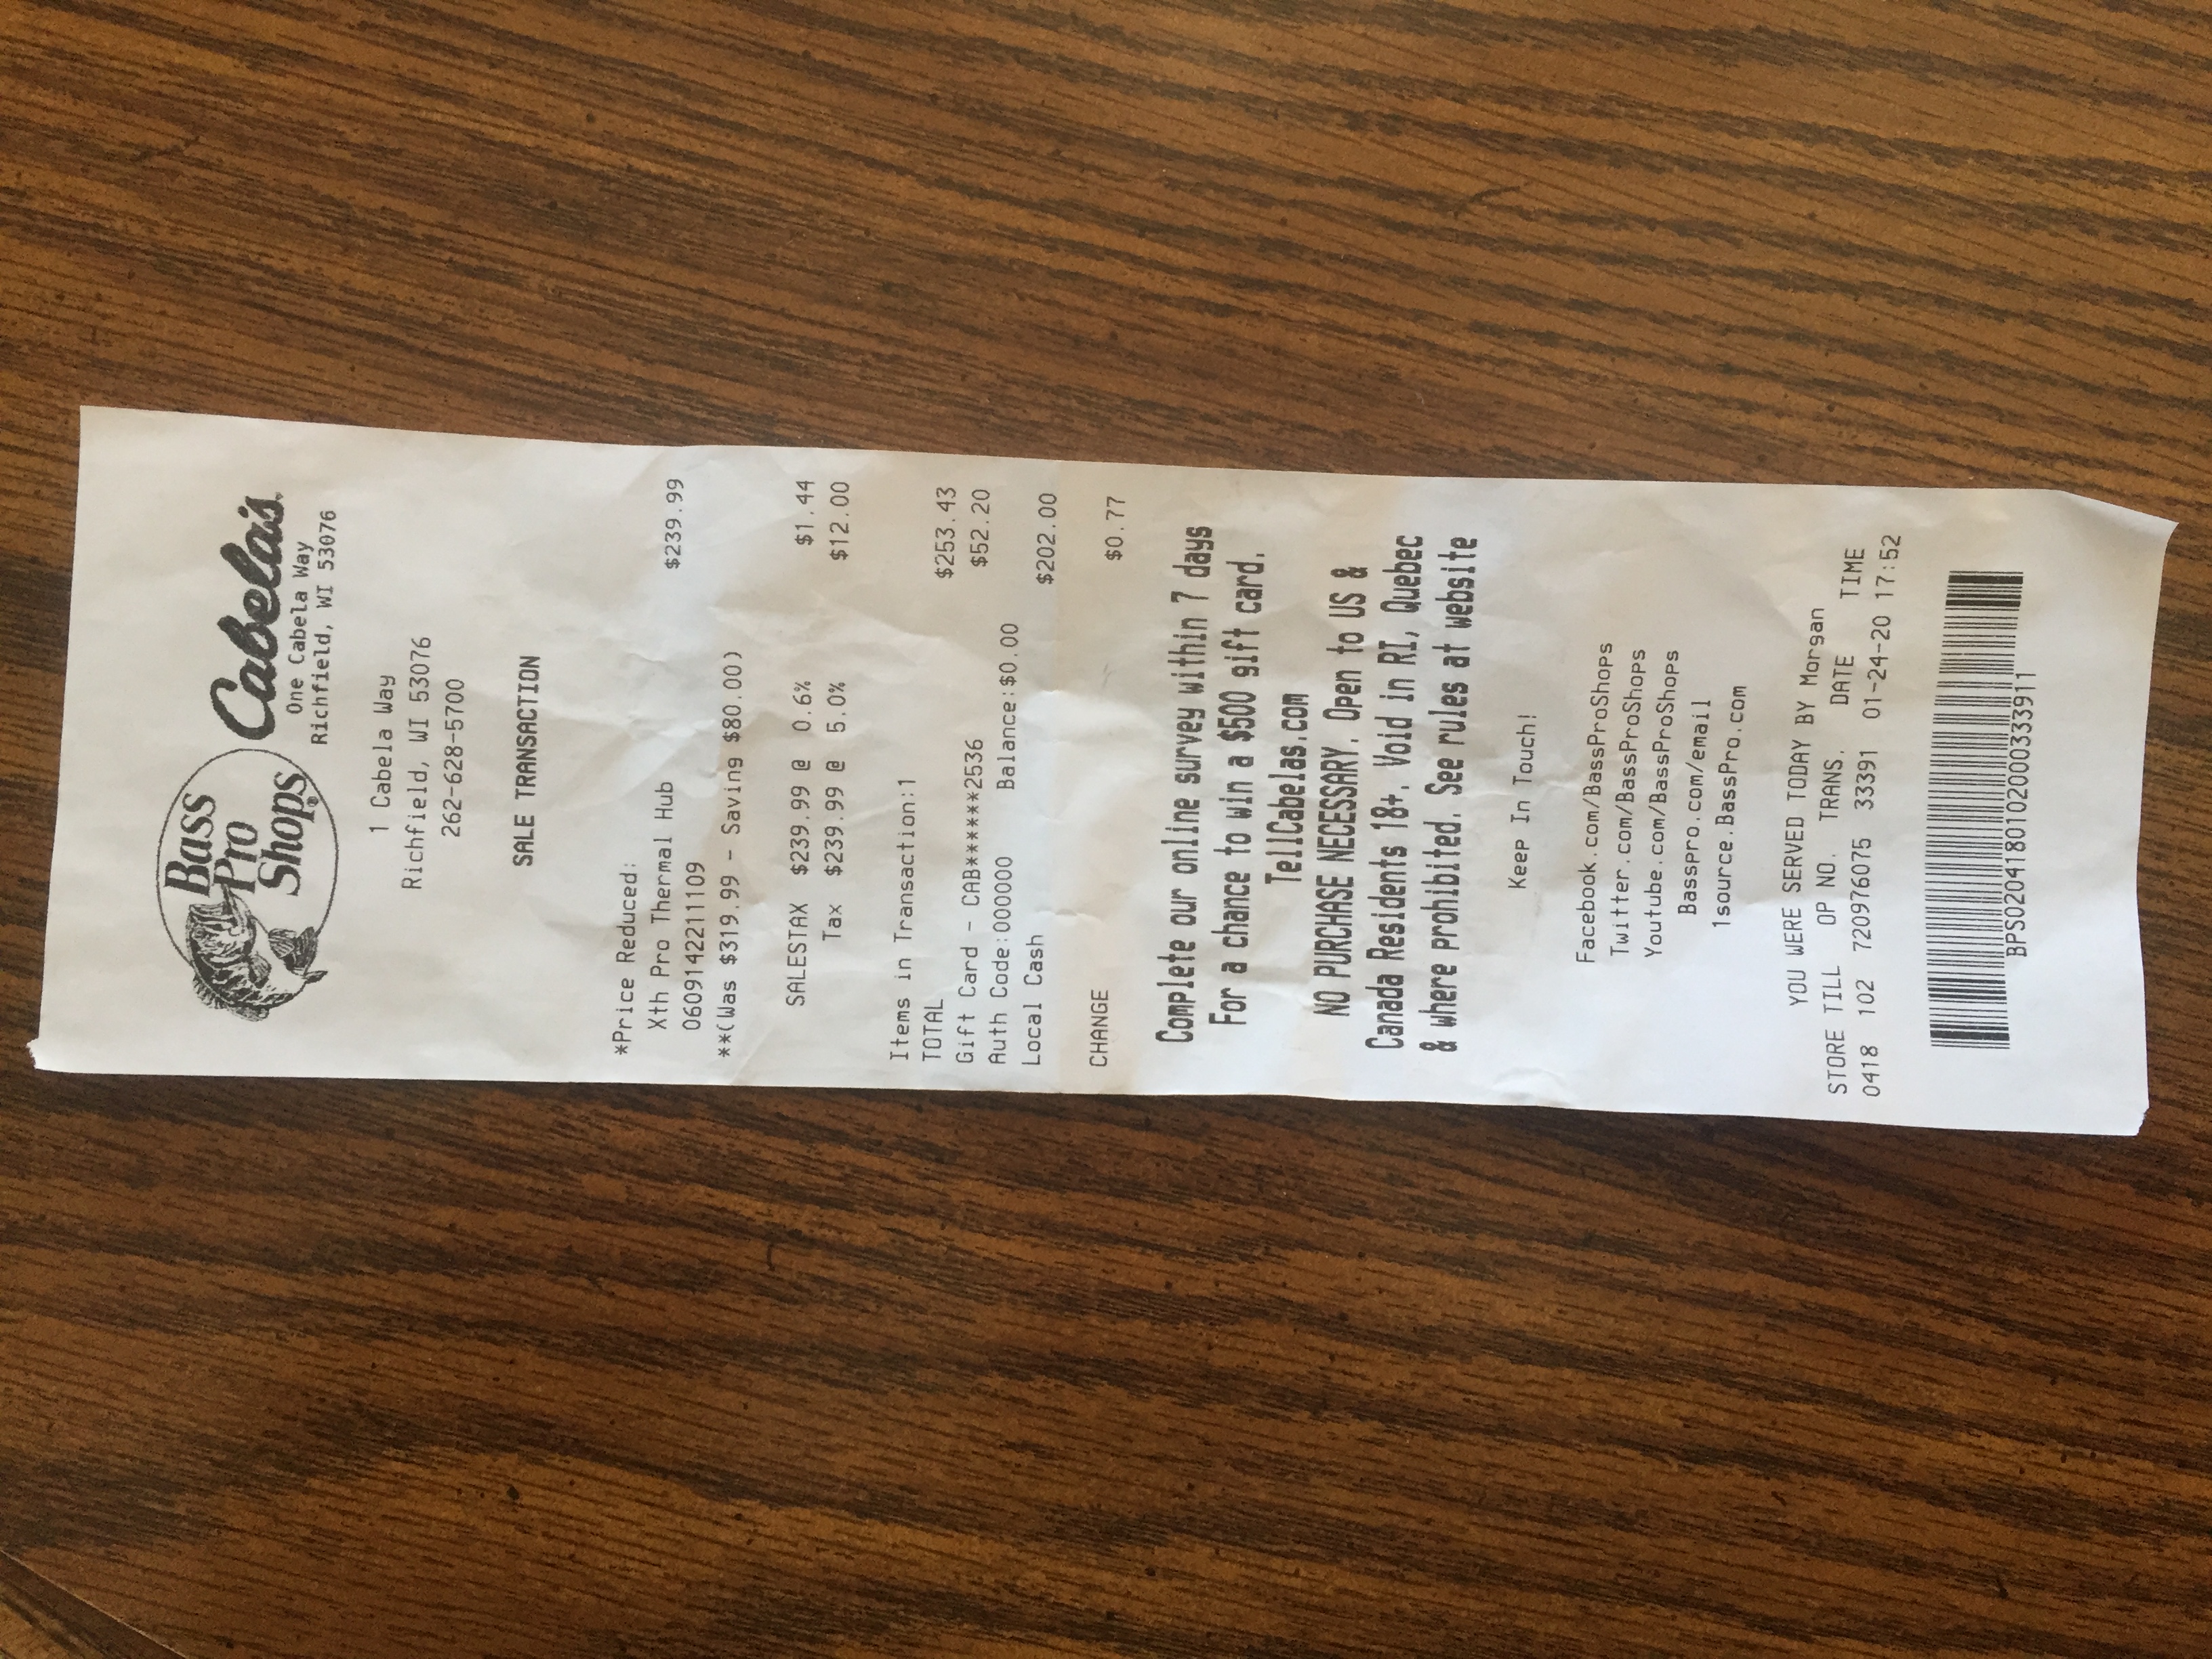 Bass
Pro
Shops®
Cabela's
One Cabela Way
Richfield, WI 53076
1 Cabela Way
Richfield, WI 53076
262-628-5700
SALE TRANSACTION
*Price Reduced:
Xth Pro Thermal Hub $239.99
060914221​1109
**(Was $319.99 - Saving $80.00)
SALESTAX $239.99 @ 0.6% $1.44
Tax $239.99 @ 5.0% $12.00
Items in Transaction:1
TOTAL $253.43
Gift Card - CAB*******2536 $52.20
Auth Code:000000 Balance:$0.00
Local Cash $202.00
CHANGE $0.77
Complete our online survey within 7 days
For a chance to win a $500 gift card.
TellCabelas.com
NO PURCHASE NECESSARY. Open to US &
Canada Residents 18+. Void in RI, Quebec
& where prohibited. See rules at website
Keep In Touch!
Facebook.com/BassProShops
Twitter.com/BassProShops
Youtube.com/BassProShops
Basspro.com/email
1source.BassPro.com
YOU WERE SERVED TODAY BY Morgan
STORE TILL OP NO. TRANS. DATE TIME
0418 102 720976075 33391 01-24-20 17:52
BPS02041801020003​33911